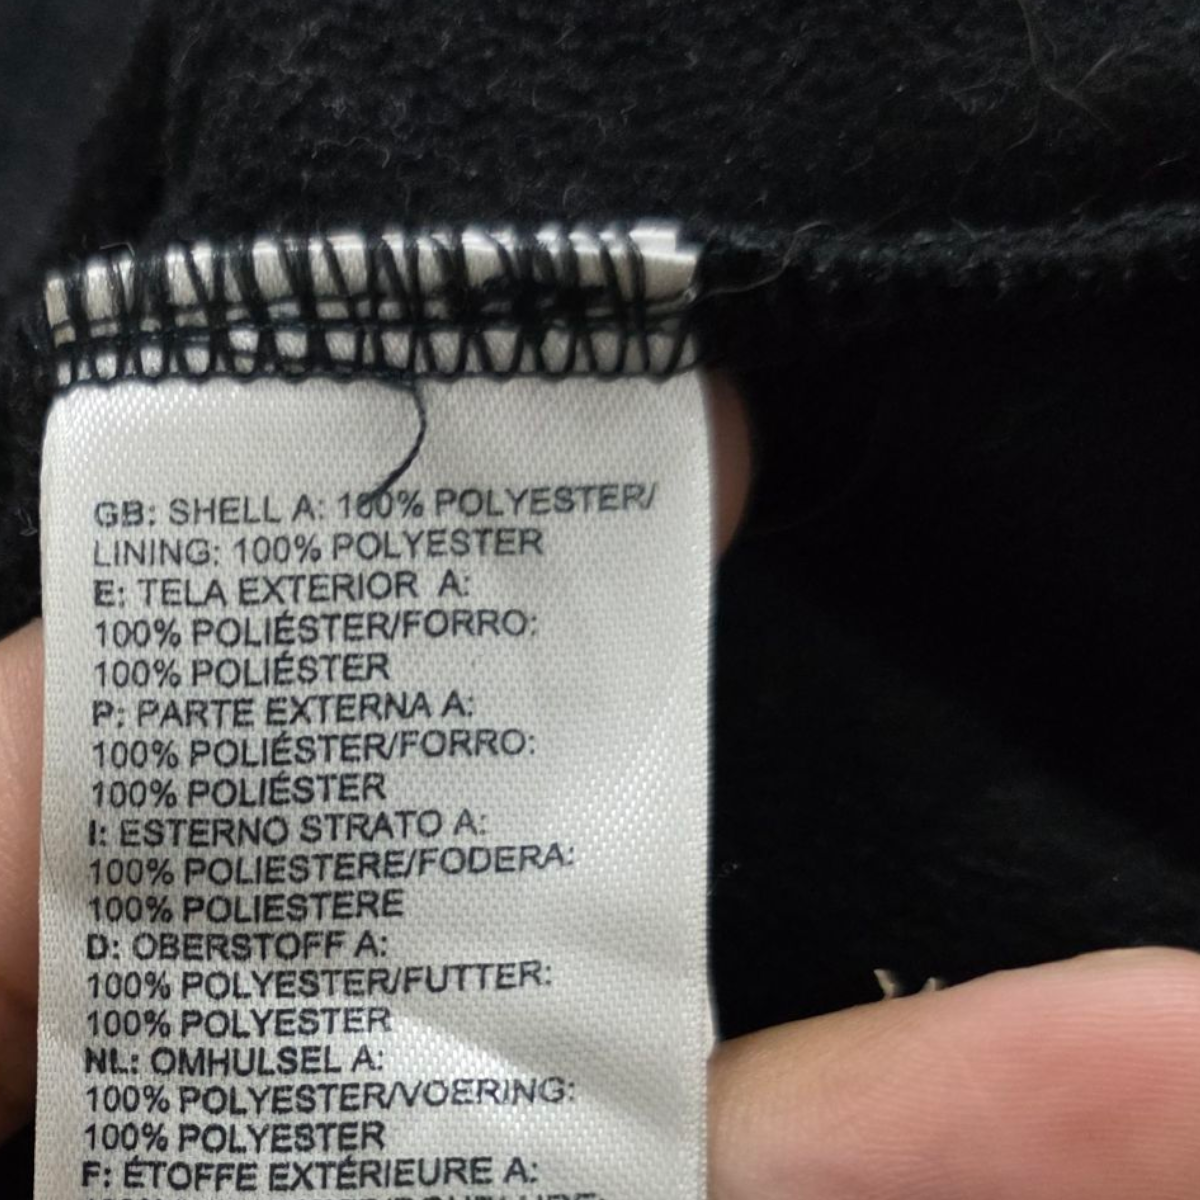 GB: SHELL A: 100% POLYESTER/
LINING: 100% POLYESTER
E: TELA EXTERIOR A:
100% POLIÉSTER/FORRO:
100% POLIÉSTER
P: PARTE EXTERNA A:
100% POLIÉSTER/FORRO:
100% POLIÉSTER
I: ESTERNO STRATO A:
100% POLIESTERE/FODERA:
100% POLIESTERE
D: OBERSTOFF A:
100% POLYESTER/FUTTER:
100% POLYESTER
NL: OMHULSEL A:
100% POLYESTER/VOERING:
100% POLYESTER
F: ÉTOFFE EXTÉRIEURE A: